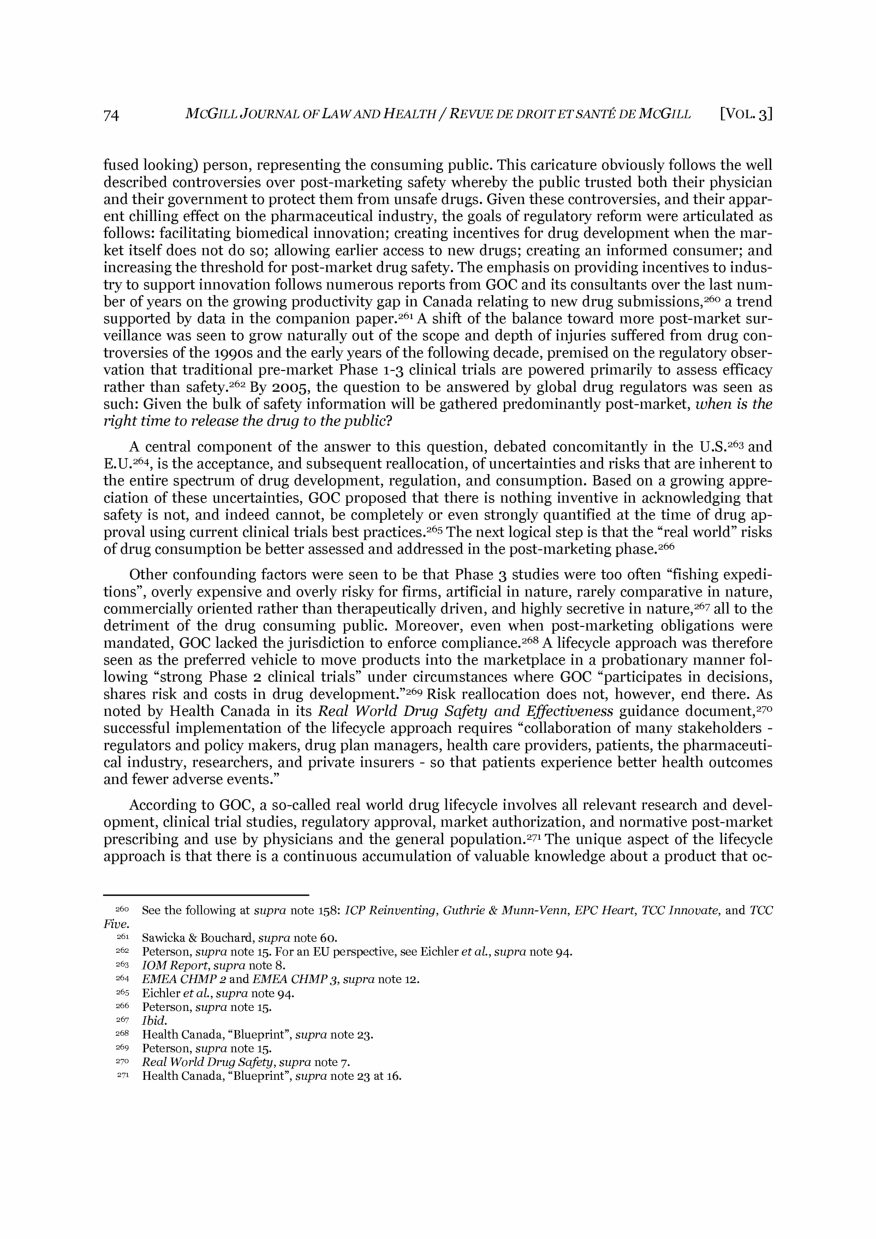 74 MCGILL JOURNAL OF LAW AND HEALTH / REVUE DE DROIT ET SANTÉ DE MCGILL [VOL. 3]
fused looking) person, representing the consuming public. This caricature obviously follows the well
described controversies over post-marketing safety whereby the public trusted both their physician
and their government to protect them from unsafe drugs. Given these controversies, and their appar-
ent chilling effect on the pharmaceutical industry, the goals of regulatory reform were articulated as
follows: facilitating biomedical innovation; creating incentives for drug development when the mar-
ket itself does not do so; allowing earlier access to new drugs; creating an informed consumer; and
increasing the threshold for post-market drug safety. The emphasis on providing incentives to indus-
try to support innovation follows numerous reports from GOC and its consultants over the last num-
ber of years on the growing productivity gap in Canada relating to new drug submissions,260 a trend
supported by data in the companion paper.261 A shift of the balance toward more post-market sur-
veillance was seen to grow naturally out of the scope and depth of injuries suffered from drug con-
troversies of the 1990s and the early years of the following decade, premised on the regulatory obser-
vation that traditional pre-market Phase 1-3 clinical trials are powered primarily to assess efficacy
rather than safety.262 By 2005, the question to be answered by global drug regulators was seen as
such: Given the bulk of safety information will be gathered predominantly post-market, when is the
right time to release the drug to the public?
A central component of the answer to this question, debated concomitantly in the U.S.263 and
E.U.264, is the acceptance, and subsequent reallocation, of uncertainties and risks that are inherent to
the entire spectrum of drug development, regulation, and consumption. Based on a growing appre-
ciation of these uncertainties, GOC proposed that there is nothing inventive in acknowledging that
safety is not, and indeed cannot, be completely or even strongly quantified at the time of drug ap-
proval using current clinical trials best practices.265 The next logical step is that the “real world” risks
of drug consumption be better assessed and addressed in the post-marketing phase.266
Other confounding factors were seen to be that Phase 3 studies were too often “fishing expedi-
tions”, overly expensive and overly risky for firms, artificial in nature, rarely comparative in nature,
commercially oriented rather than therapeutically driven, and highly secretive in nature,267 all to the
detriment of the drug consuming public. Moreover, even when post-marketing obligations were
mandated, GOC lacked the jurisdiction to enforce compliance.268 A lifecycle approach was therefore
seen as the preferred vehicle to move products into the marketplace in a probationary manner fol-
lowing “strong Phase 2 clinical trials” under circumstances where GOC “participates in decisions,
shares risk and costs in drug development.”269 Risk reallocation does not, however, end there. As
noted by Health Canada in its Real World Drug Safety and Effectiveness guidance document,270
successful implementation of the lifecycle approach requires “collaboration of many stakeholders -
regulators and policy makers, drug plan managers, health care providers, patients, the pharmaceuti-
cal industry, researchers, and private insurers - so that patients experience better health outcomes
and fewer adverse events.”
According to GOC, a so-called real world drug lifecycle involves all relevant research and devel-
opment, clinical trial studies, regulatory approval, market authorization, and normative post-market
prescribing and use by physicians and the general population.271 The unique aspect of the lifecycle
approach is that there is a continuous accumulation of valuable knowledge about a product that oc-
260 See the following at supra note 158: ICP Reinventing, Guthrie & Munn-Venn, EPC Heart, TCC Innovate, and TCC
Five.
261 Sawicka & Bouchard, supra note 60.
262 Peterson, supra note 15. For an EU perspective, see Eichler et al., supra note 94.
263 IOM Report, supra note 8.
264 EMEA CHMP 2 and EMEA CHMP 3, supra note 12.
265 Eichler et al., supra note 94.
266 Peterson, supra note 15.
267 Ibid.
268 Health Canada, “Blueprint”, supra note 23.
269 Peterson, supra note 15.
270 Real World Drug Safety, supra note 7.
271 Health Canada, “Blueprint”, supra note 23 at 16.